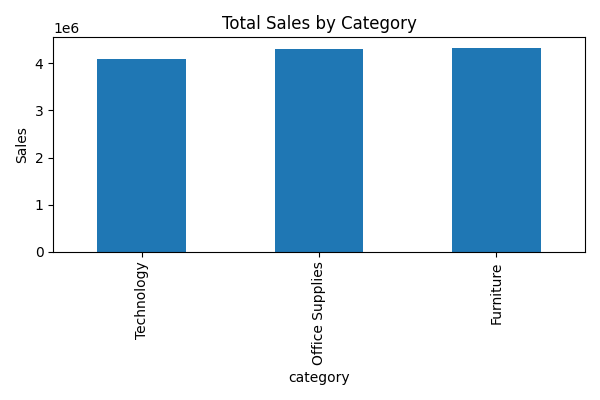 Total Sales by Category
1e6
4
3
2
1
0
Sales
Technology
Office Supplies
Furniture
category